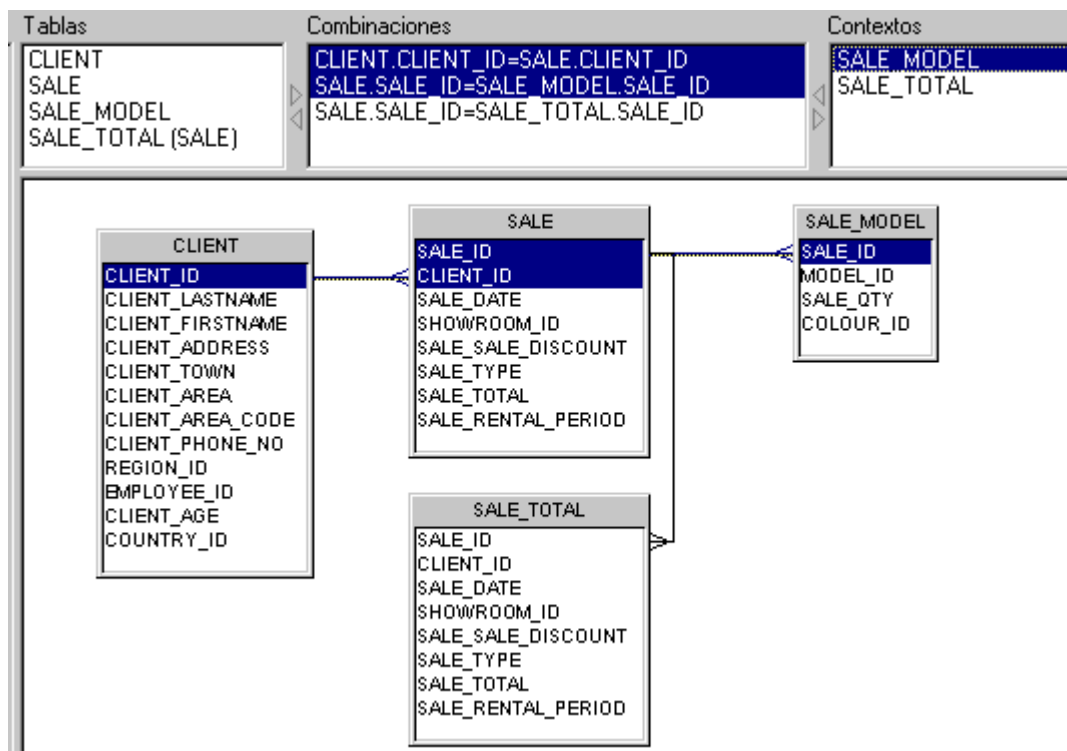 Tablas
CLIENT
SALE
SALE_MODEL
SALE_TOTAL (SALE)
Combinaciones
CLIENT.CLIENT_ID=SALE.CLIENT_ID
SALE.SALE_ID=SALE_MODEL.SALE_ID
SALE.SALE_ID=SALE_TOTAL.SALE_ID
Contextos
SALE_MODEL
SALE_TOTAL
CLIENT
CLIENT_ID
CLIENT_LASTNAME
CLIENT_FIRSTNAME
CLIENT_ADDRESS
CLIENT_TOWN
CLIENT_AREA
CLIENT_AREA_CODE
CLIENT_PHONE_NO
REGION_ID
EMPLOYEE_ID
CLIENT_AGE
COUNTRY_ID
SALE
SALE_ID
CLIENT_ID
SALE_DATE
SHOWROOM_ID
SALE_SALE_DISCOUNT
SALE_TYPE
SALE_TOTAL
SALE_RENTAL_PERIOD
SALE_MODEL
SALE_ID
MODEL_ID
SALE_QTY
COLOUR_ID
SALE_TOTAL
SALE_ID
CLIENT_ID
SALE_DATE
SHOWROOM_ID
SALE_SALE_DISCOUNT
SALE_TYPE
SALE_TOTAL
SALE_RENTAL_PERIOD